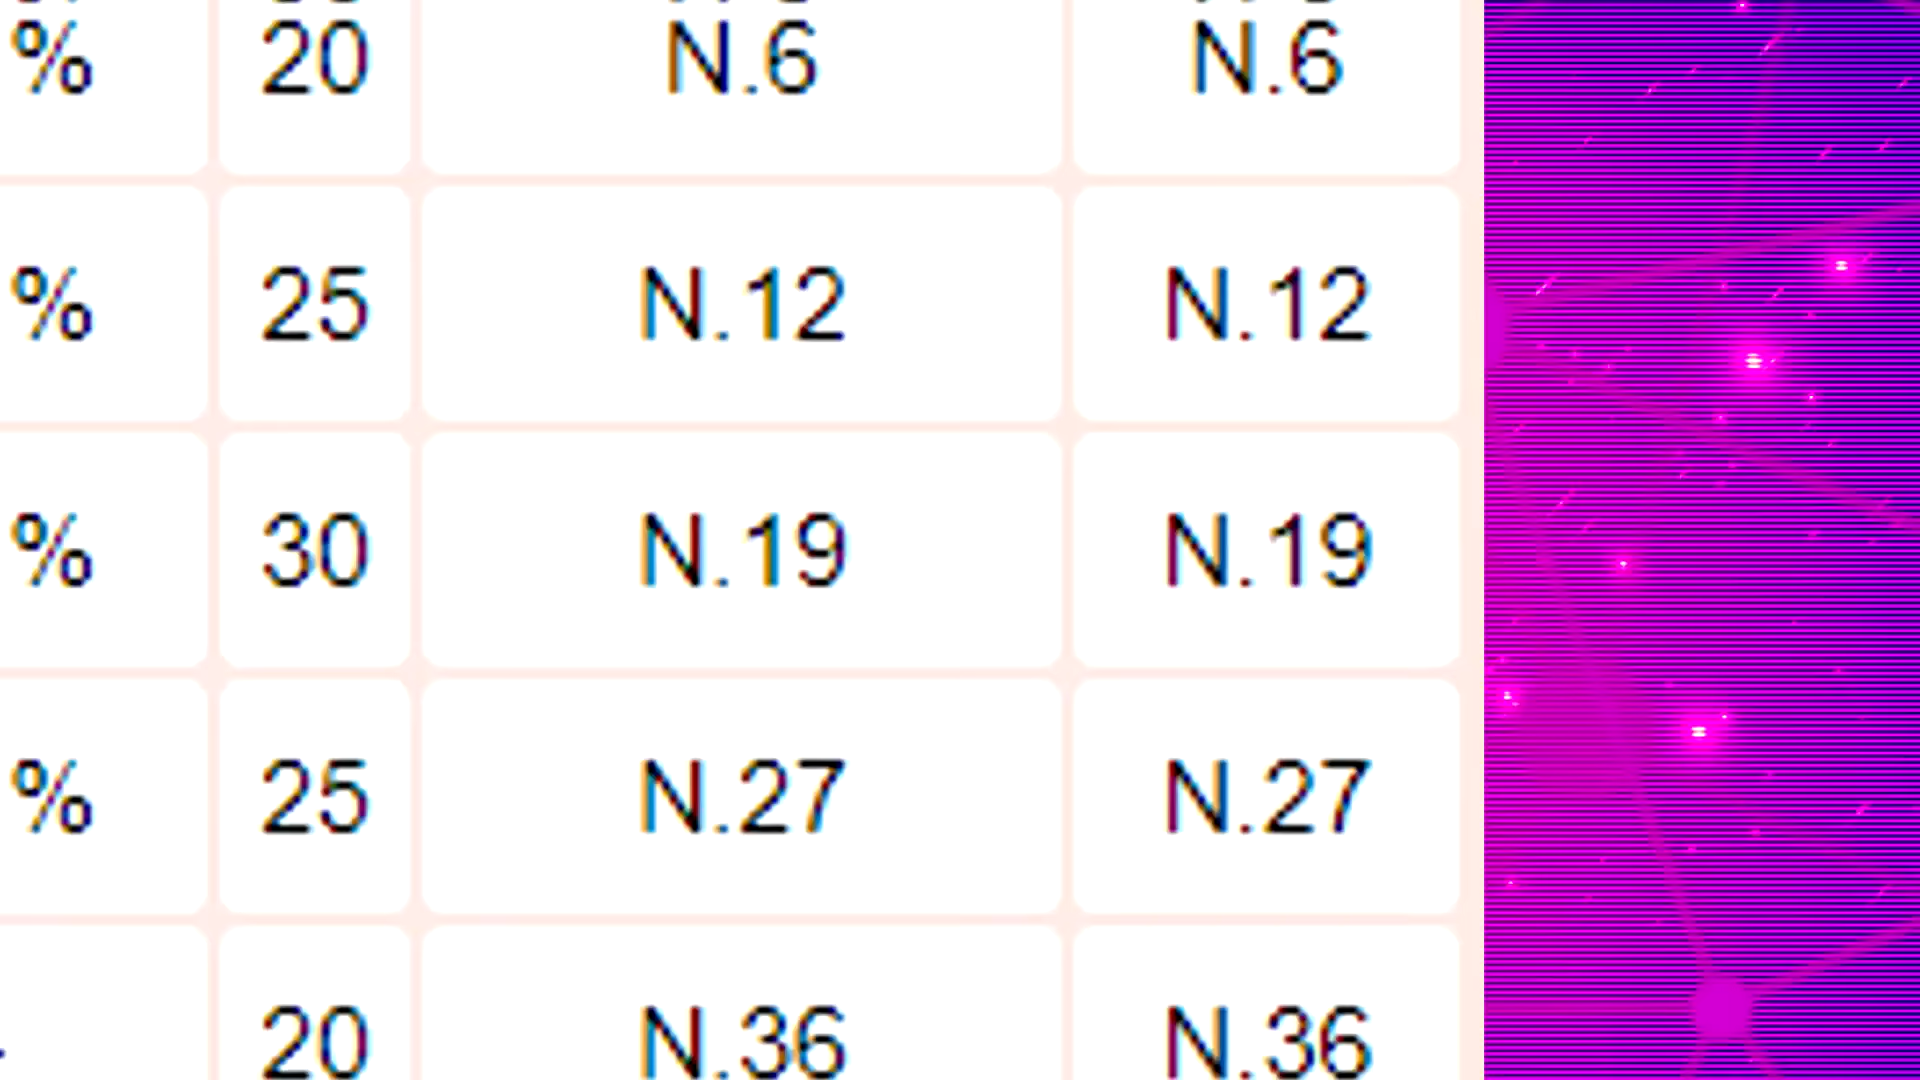 % 20 N.6 N.6
% 25 N.12 N.12
% 30 N.19 N.19
% 25 N.27 N.27
20 N.36 N.36